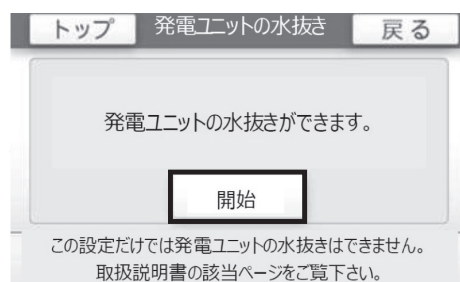 トップ 発電ユニットの水抜き 戻る
発電ユニットの水抜きができます。
開始
この設定だけでは発電ユニットの水抜きはできません。
取扱説明書の該当ページをご覧下さい。